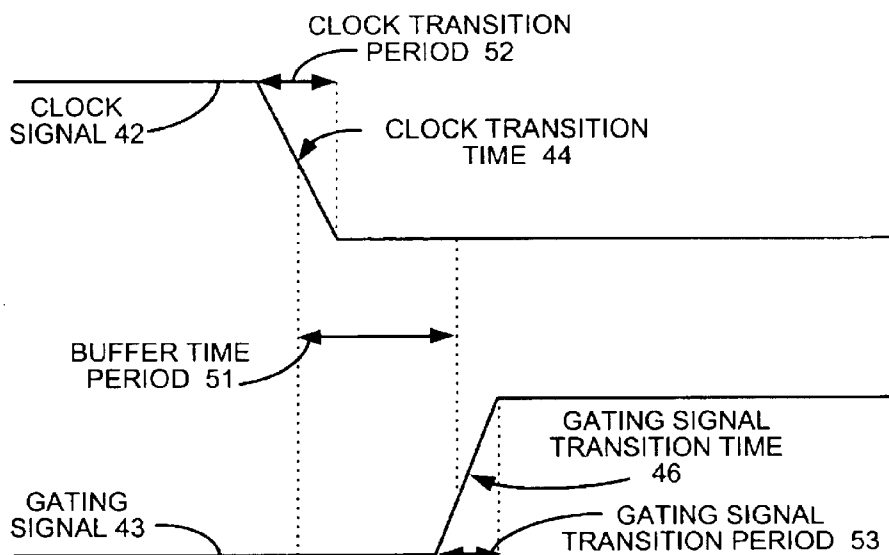 CLOCK TRANSITION
PERIOD 52
CLOCK
SIGNAL 42
CLOCK TRANSITION
TIME 44
BUFFER TIME
PERIOD 51
GATING SIGNAL
TRANSITION TIME
46
GATING
SIGNAL 43
GATING SIGNAL
TRANSITION PERIOD 53